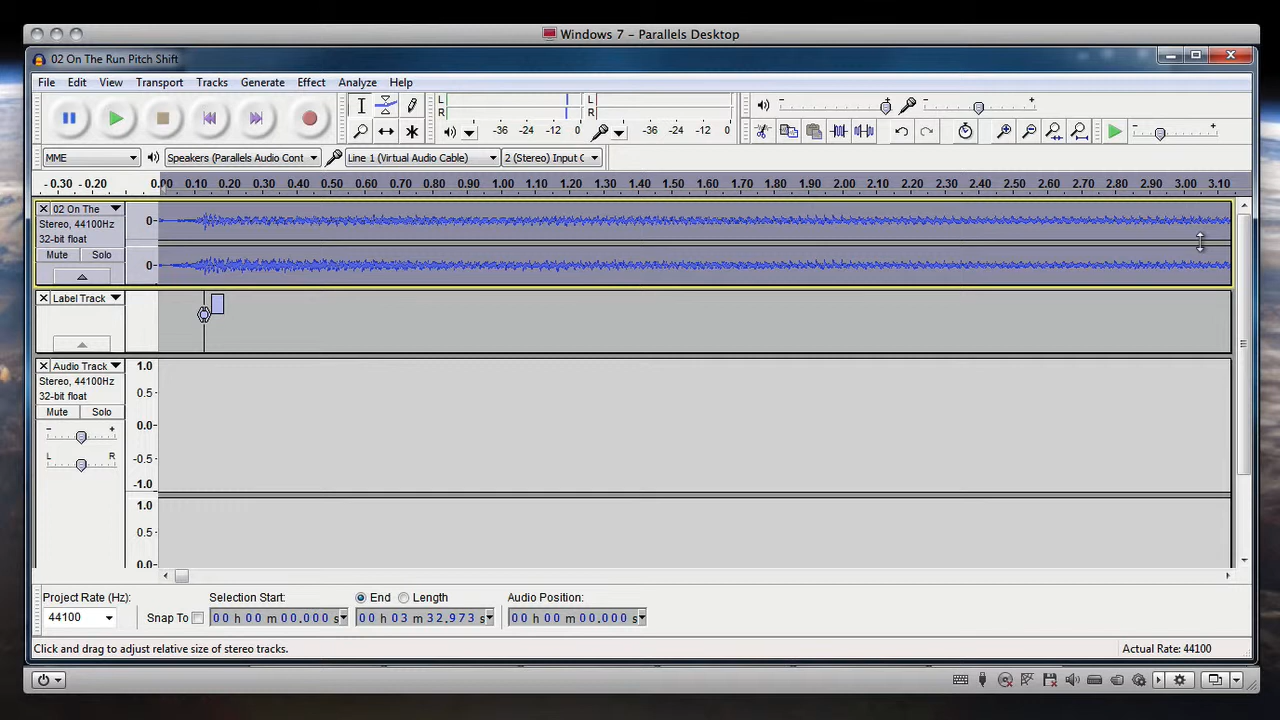 Windows 7 - Parallels Desktop
02 On The Run Pitch Shift
File Edit View Transport Tracks Generate Effect Analyze Help
L
R
L
R
-36 -24 -12 0
-36 -24 -12 0
- + - +
- +
MME
Speakers (Parallels Audio Cont
Line 1 (Virtual Audio Cable)
2 (Stereo) Input C
- 0.30 - 0.20 0.00 0.10 0.20 0.30 0.40 0.50 0.60 0.70 0.80 0.90 1.00 1.10 1.20 1.30 1.40 1.50 1.60 1.70 1.80 1.90 2.00 2.10 2.20 2.30 2.40 2.50 2.60 2.70 2.80 2.90 3.00 3.10
02 On The
Stereo, 44100Hz
32-bit float
Mute Solo
0-
0-
Label Track
Audio Track
Stereo, 44100Hz
32-bit float
Mute Solo
- +
L R
1.0
0.5-
0.0-
-0.5-
-1.0
1.0
0.5-
0.0-
Project Rate (Hz):
44100
Snap To
Selection Start:
00 h 00 m 00.000 s
End Length
00 h 03 m 32.973 s
Audio Position:
00 h 00 m 00.000 s
Click and drag to adjust relative size of stereo tracks.
Actual Rate: 44100